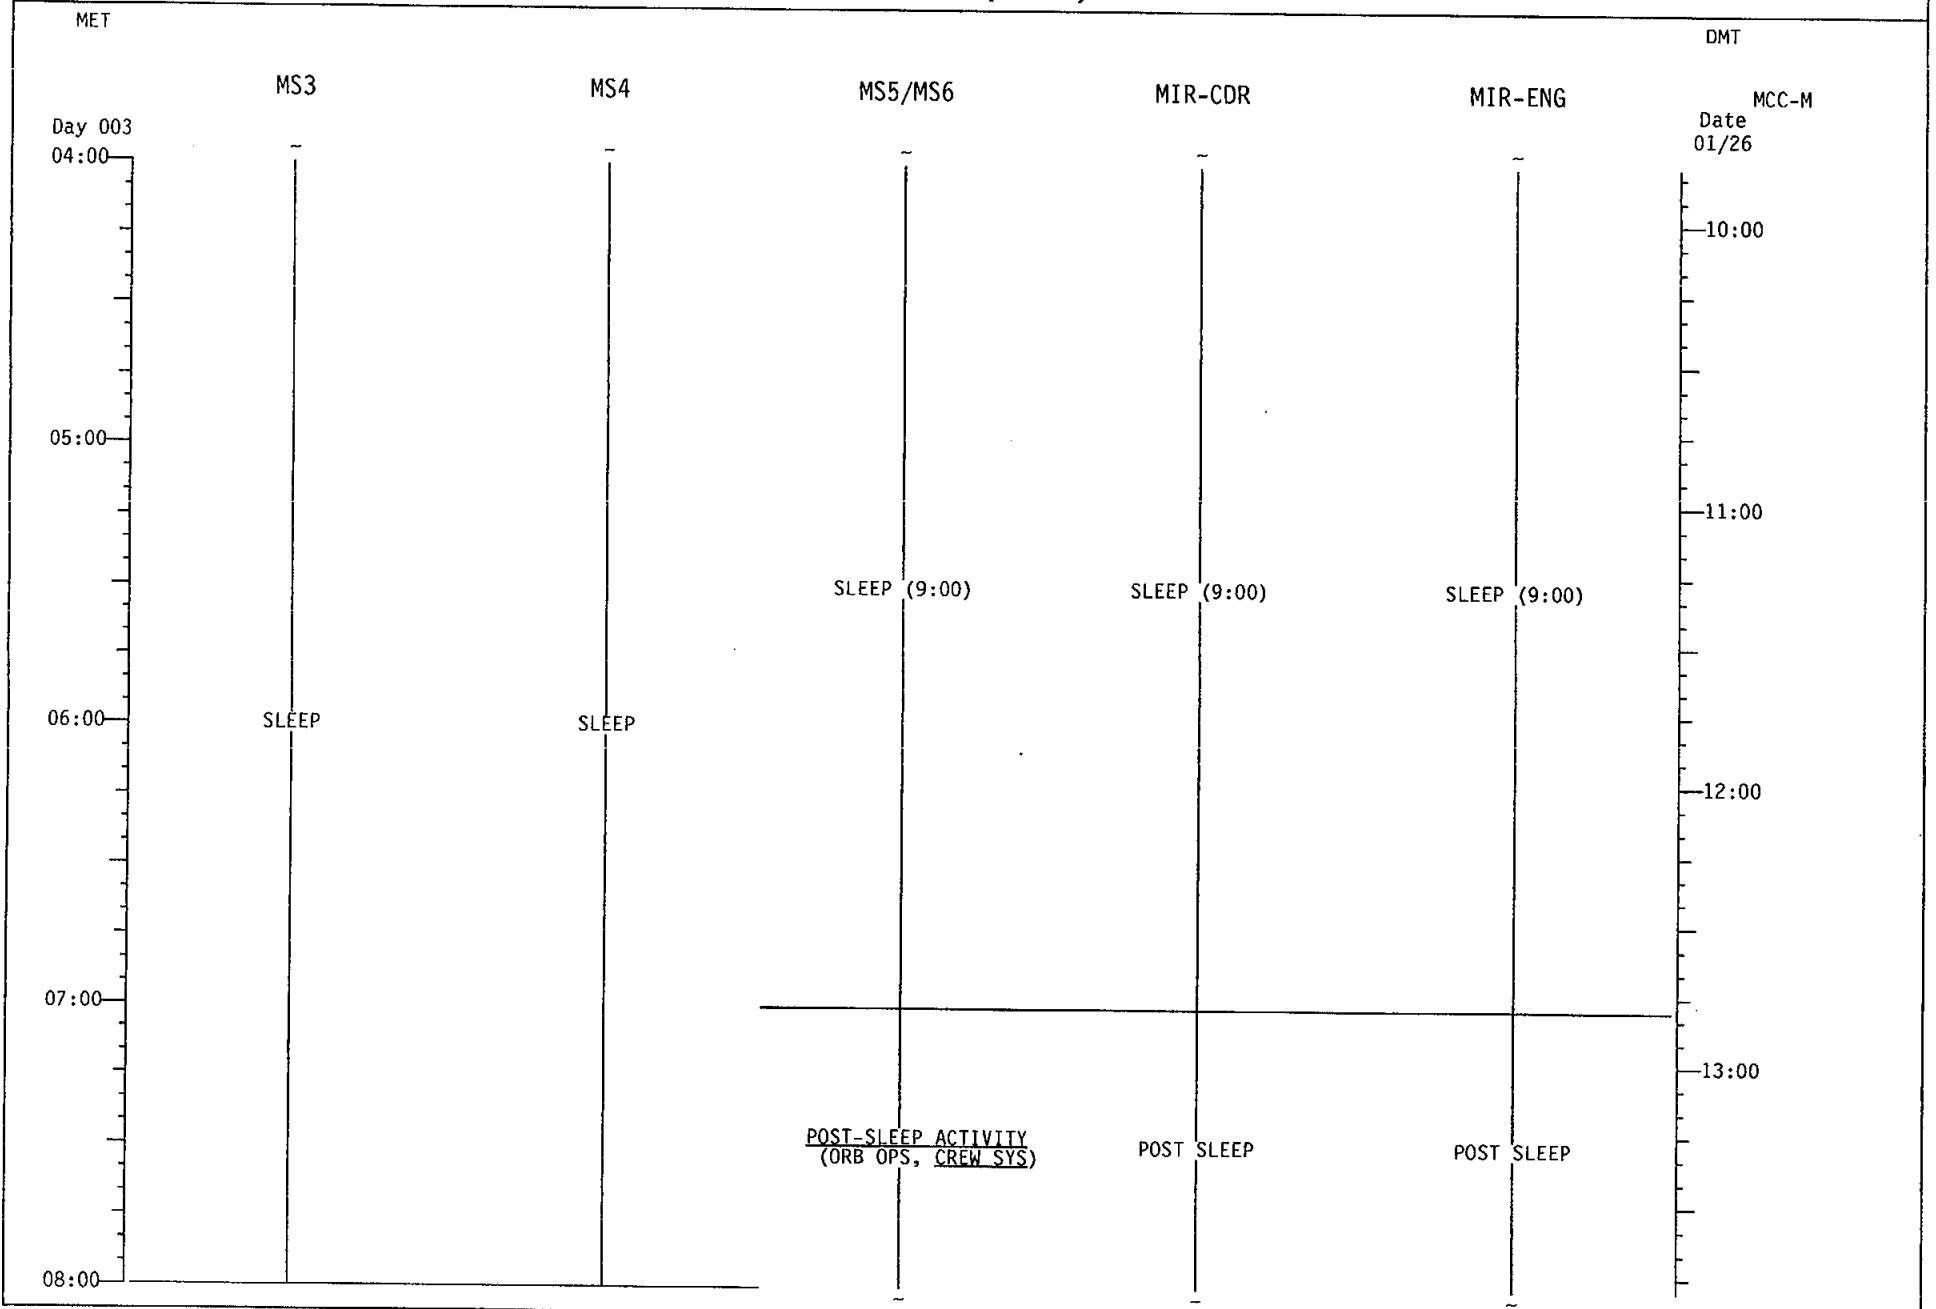 MET
DMT
MS3 MS4 MS5/MS6 MIR-CDR MIR-ENG MCC-M
Day 003
Date
01/26
04:00
10:00
05:00
11:00
SLEEP (9:00) SLEEP (9:00) SLEEP (9:00)
06:00 SLEEP SLEEP
12:00
07:00
13:00
POST-SLEEP ACTIVITY
(ORB OPS, CREW SYS)
POST SLEEP POST SLEEP
08:00